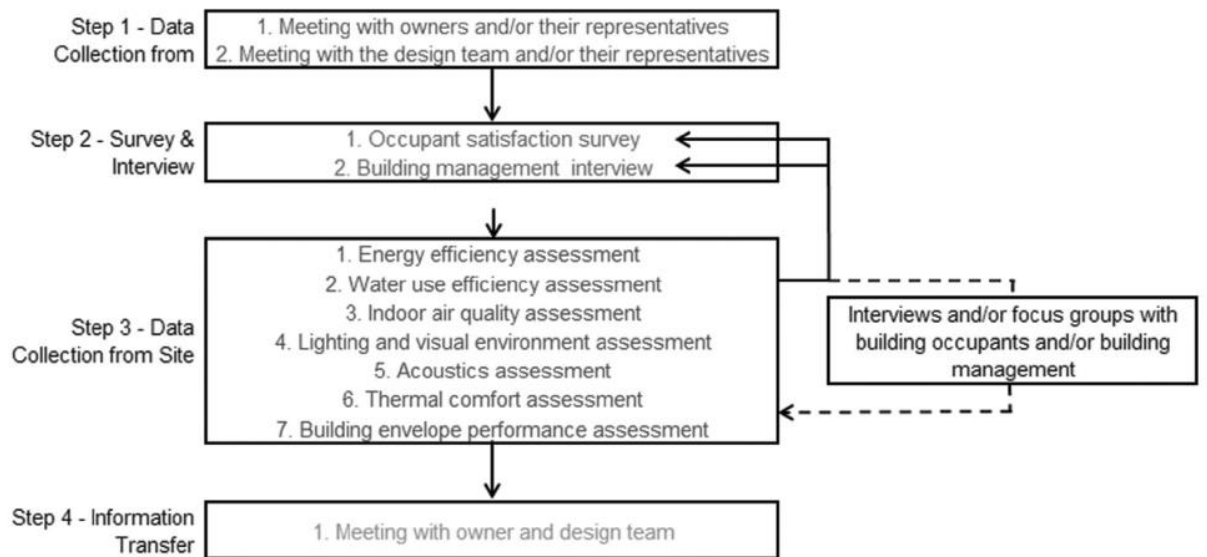 Step 1 - Data
Collection from
1. Meeting with owners and/or their representatives
2. Meeting with the design team and/or their representatives
Step 2 - Survey &
Interview
1. Occupant satisfaction survey
2. Building management interview
Step 3 - Data
Collection from Site
1. Energy efficiency assessment
2. Water use efficiency assessment
3. Indoor air quality assessment
4. Lighting and visual environment assessment
5. Acoustics assessment
6. Thermal comfort assessment
7. Building envelope performance assessment
Interviews and/or focus groups with
building occupants and/or building
management
Step 4 - Information
Transfer
1. Meeting with owner and design team